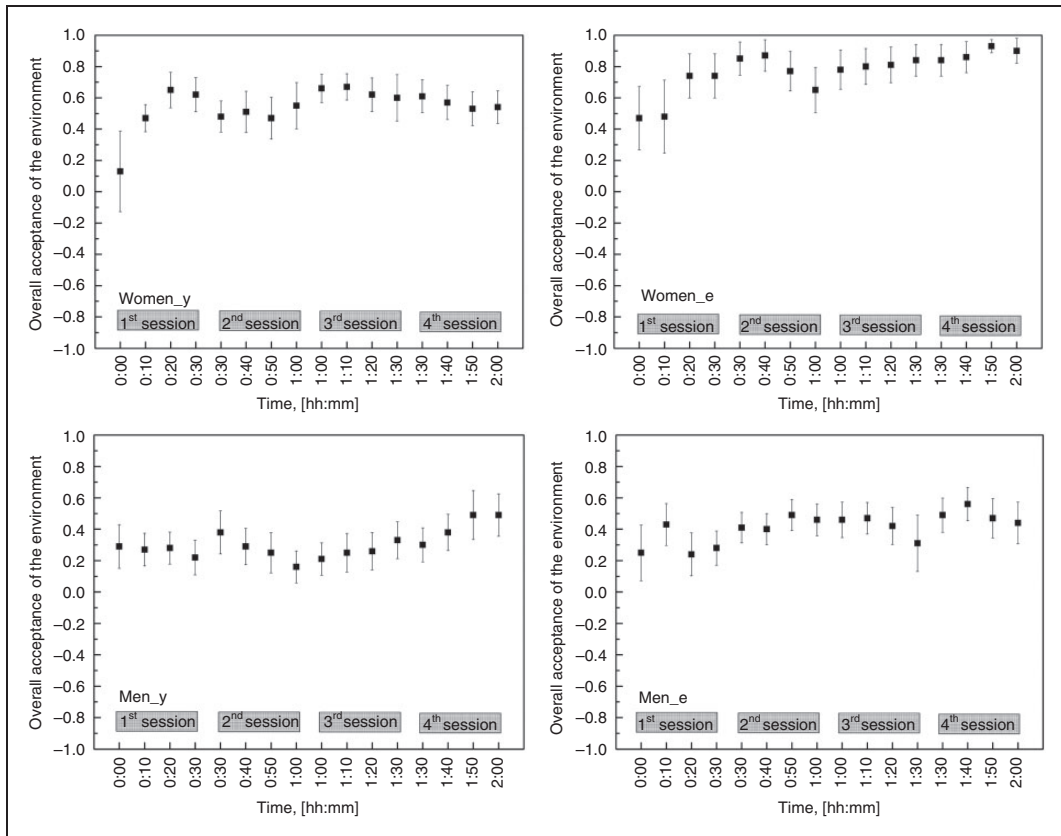 Overall acceptance of the environment
1.0
0.8
0.6
0.4
0.2
0.0
–0.2
–0.4
–0.6
–0.8
–1.0
Women_y
1st session 2nd session 3rd session 4th session
0:00 0:10 0:20 0:30 0:30 0:40 0:50 1:00 1:00 1:10 1:20 1:30 1:30 1:40 1:50 2:00
Time, [hh:mm]
Overall acceptance of the environment
1.0
0.8
0.6
0.4
0.2
0.0
–0.2
–0.4
–0.6
–0.8
–1.0
Women_e
1st session 2nd session 3rd session 4th session
0:00 0:10 0:20 0:30 0:30 0:40 0:50 1:00 1:00 1:10 1:20 1:30 1:30 1:40 1:50 2:00
Time, [hh:mm]
Overall acceptance of the environment
1.0
0.8
0.6
0.4
0.2
0.0
–0.2
–0.4
–0.6
–0.8
–1.0
Men_y
1st session 2nd session 3rd session 4th session
0:00 0:10 0:20 0:30 0:30 0:40 0:50 1:00 1:00 1:10 1:20 1:30 1:30 1:40 1:50 2:00
Time, [hh:mm]
Overall acceptance of the environment
1.0
0.8
0.6
0.4
0.2
0.0
–0.2
–0.4
–0.6
–0.8
–1.0
Men_e
1st session 2nd session 3rd session 4th session
0:00 0:10 0:20 0:30 0:30 0:40 0:50 1:00 1:00 1:10 1:20 1:30 1:30 1:40 1:50 2:00
Time, [hh:mm]